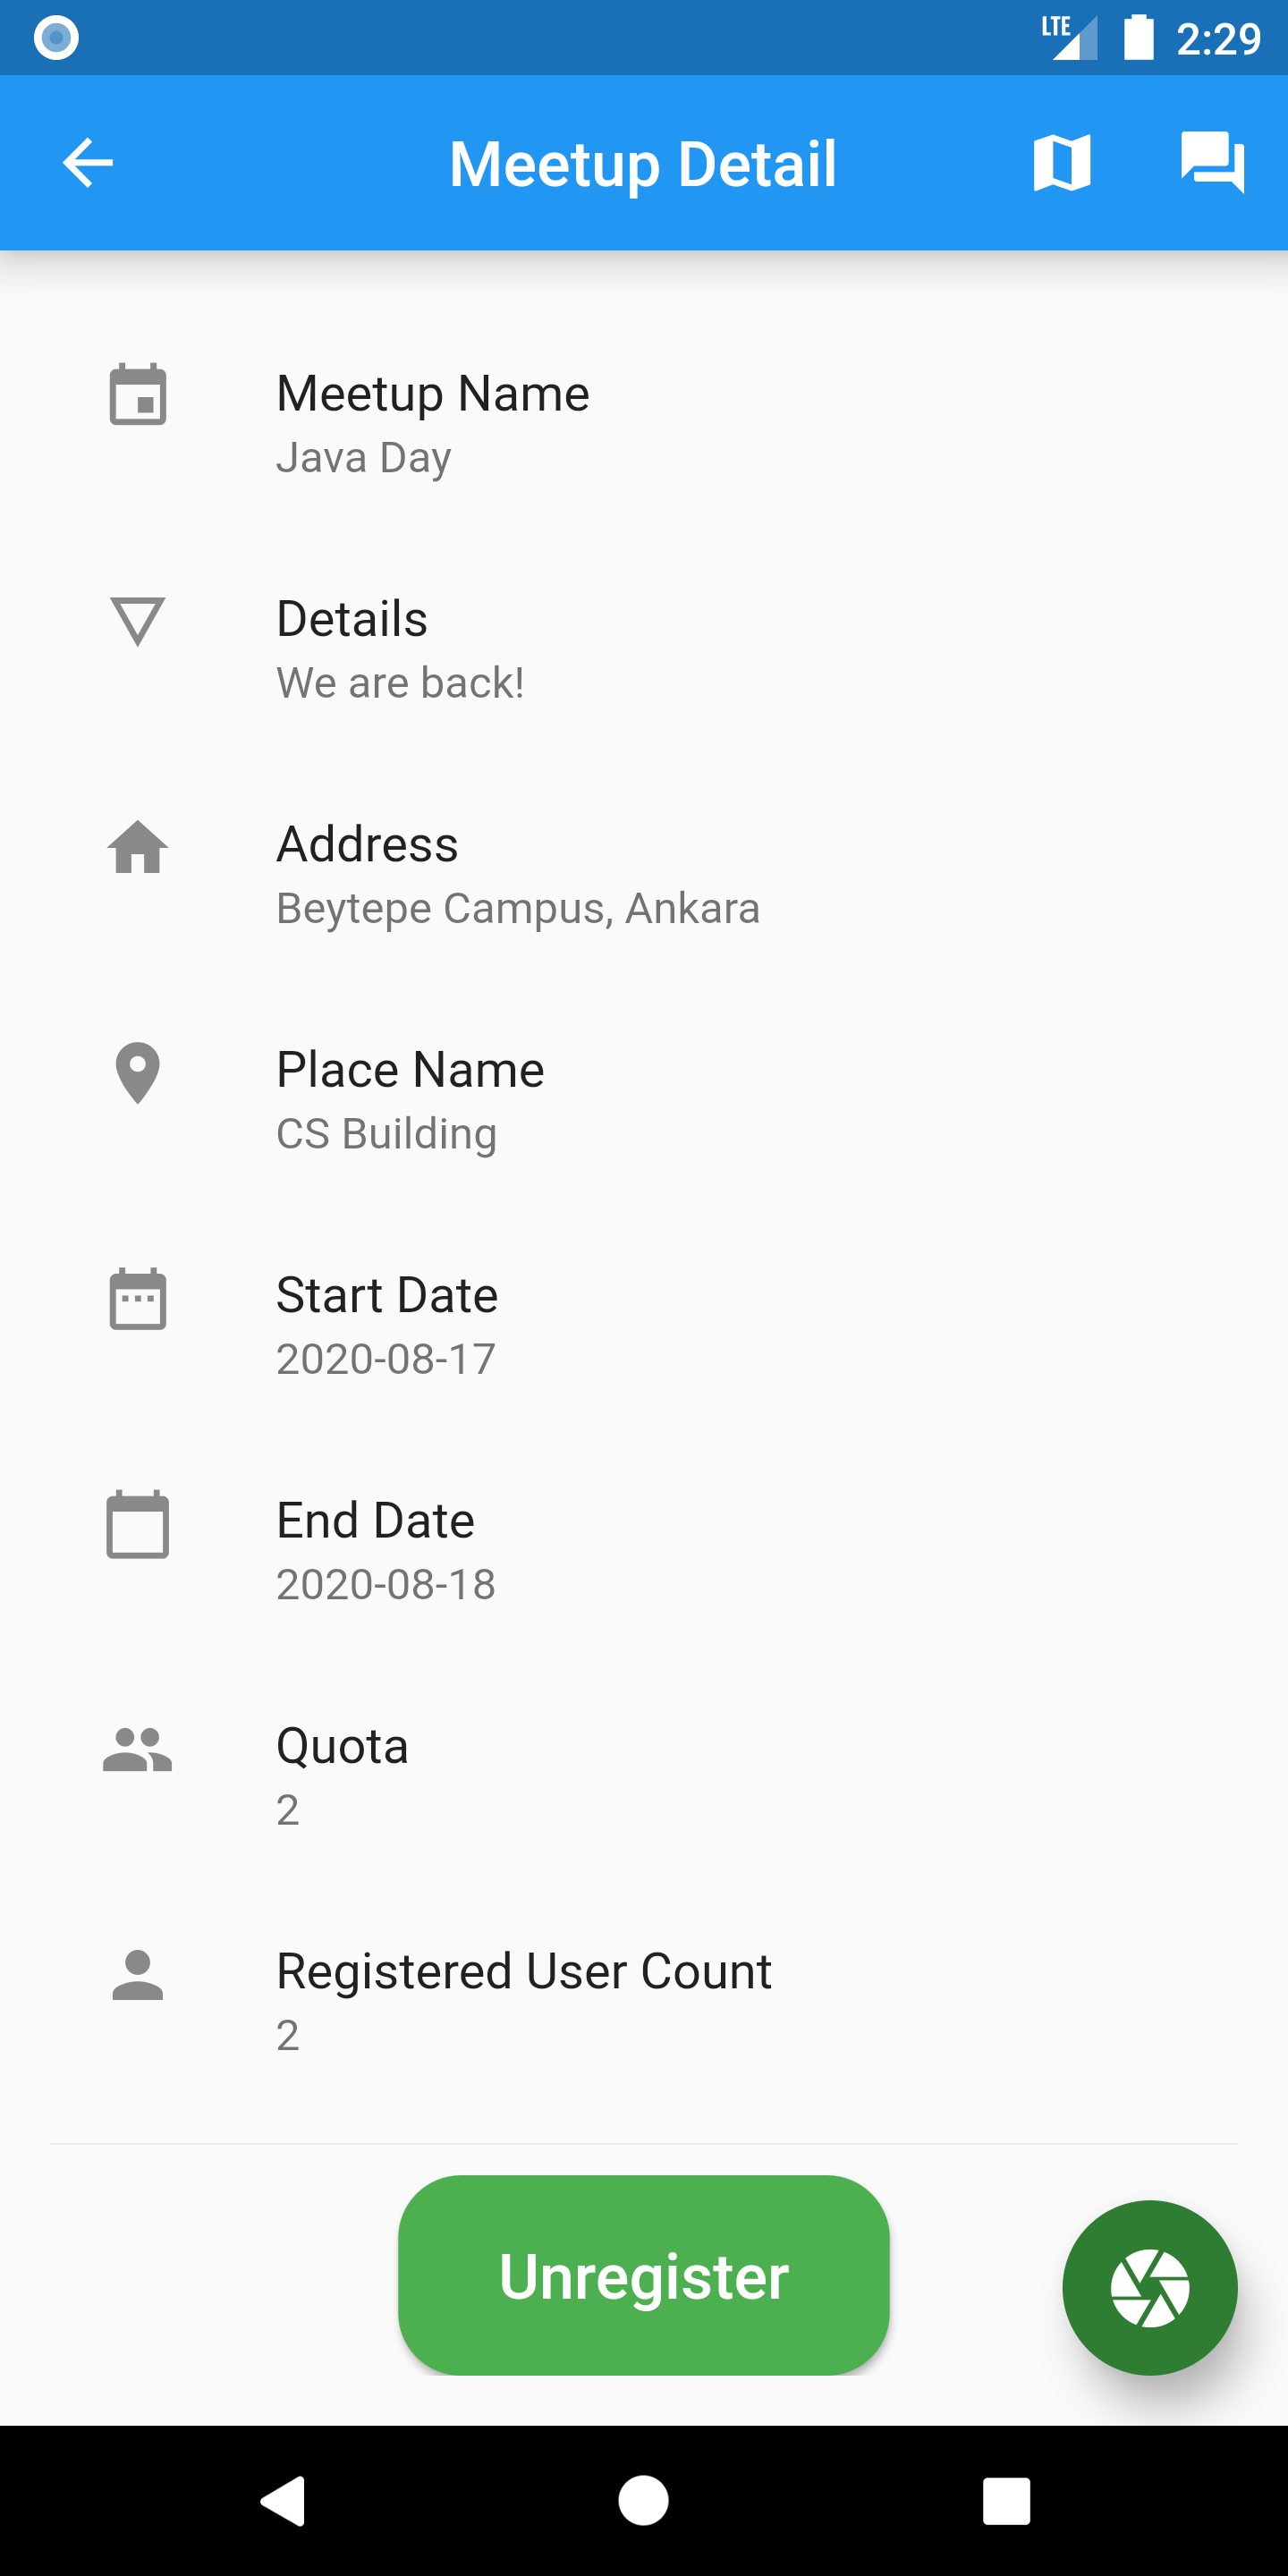 LTE 2:29
Meetup Detail
Meetup Name
Java Day
Details
We are back!
Address
Beytepe Campus, Ankara
Place Name
CS Building
Start Date
2020-08-17
End Date
2020-08-18
Quota
2
Registered User Count
2
Unregister